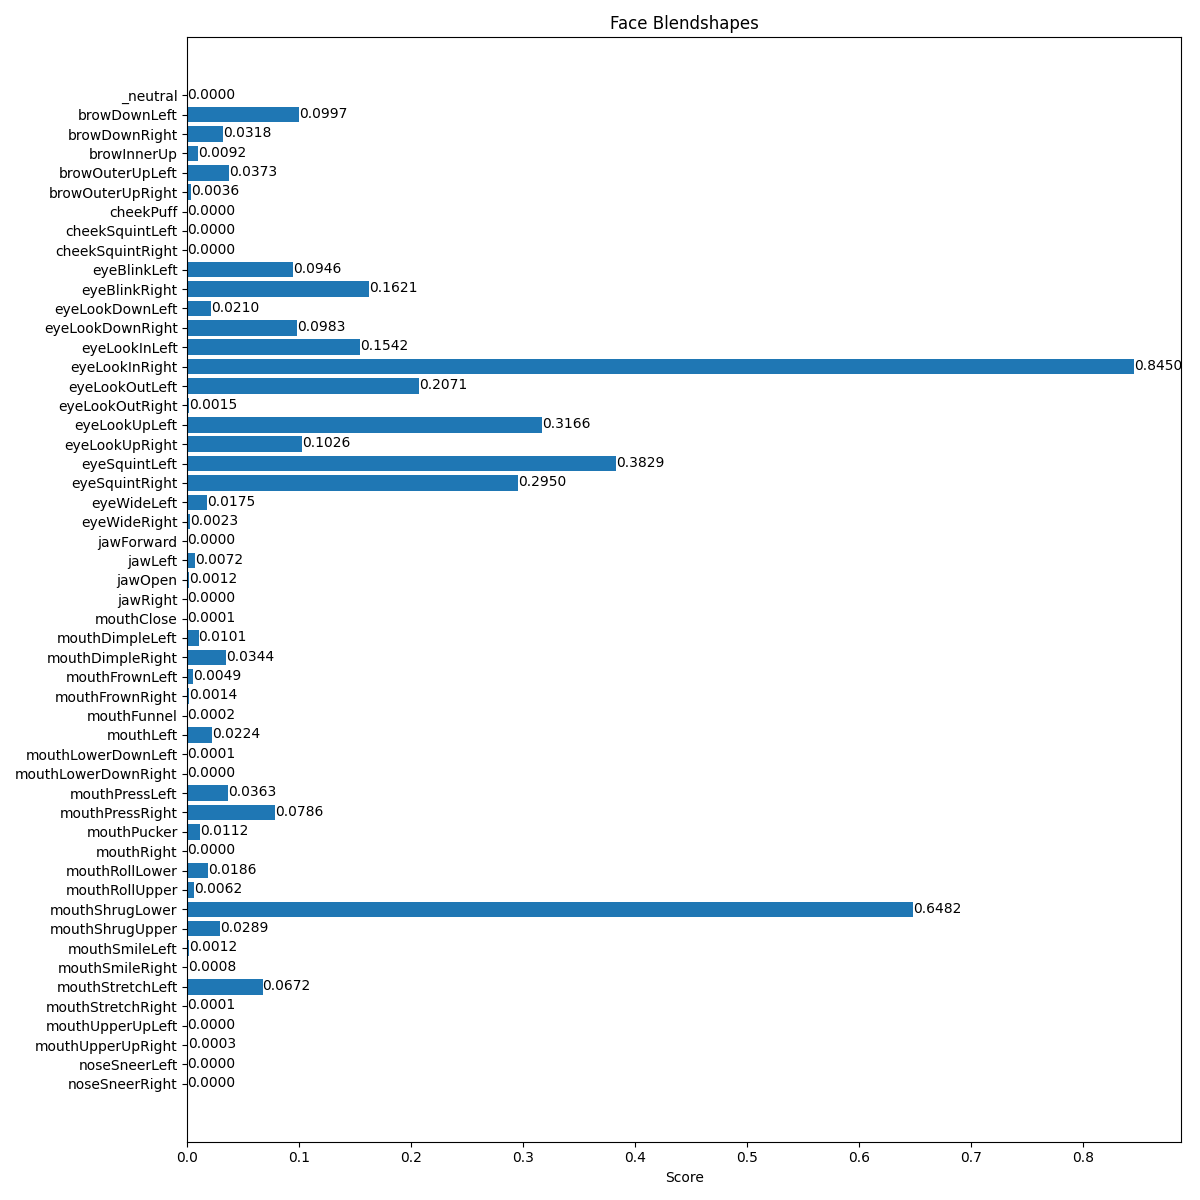 Face Blendshapes
_neutral 0.0000
browDownLeft 0.0997
browDownRight 0.0318
browInnerUp 0.0092
browOuterUpLeft 0.0373
browOuterUpRight 0.0036
cheekPuff 0.0000
cheekSquintLeft 0.0000
cheekSquintRight 0.0000
eyeBlinkLeft 0.0946
eyeBlinkRight 0.1621
eyeLookDownLeft 0.0210
eyeLookDownRight 0.0983
eyeLookInLeft 0.1542
eyeLookInRight 0.8450
eyeLookOutLeft 0.2071
eyeLookOutRight 0.0015
eyeLookUpLeft 0.3166
eyeLookUpRight 0.1026
eyeSquintLeft 0.3829
eyeSquintRight 0.2950
eyeWideLeft 0.0175
eyeWideRight 0.0023
jawForward 0.0000
jawLeft 0.0072
jawOpen 0.0012
jawRight 0.0000
mouthClose 0.0001
mouthDimpleLeft 0.0101
mouthDimpleRight 0.0344
mouthFrownLeft 0.0049
mouthFrownRight 0.0014
mouthFunnel 0.0002
mouthLeft 0.0224
mouthLowerDownLeft 0.0001
mouthLowerDownRight 0.0000
mouthPressLeft 0.0363
mouthPressRight 0.0786
mouthPucker 0.0112
mouthRight 0.0000
mouthRollLower 0.0186
mouthRollUpper 0.0062
mouthShrugLower 0.6482
mouthShrugUpper 0.0289
mouthSmileLeft 0.0012
mouthSmileRight 0.0008
mouthStretchLeft 0.0672
mouthStretchRight 0.0001
mouthUpperUpLeft 0.0000
mouthUpperUpRight 0.0003
noseSneerLeft 0.0000
noseSneerRight 0.0000
0.0 0.1 0.2 0.3 0.4 0.5 0.6 0.7 0.8
Score